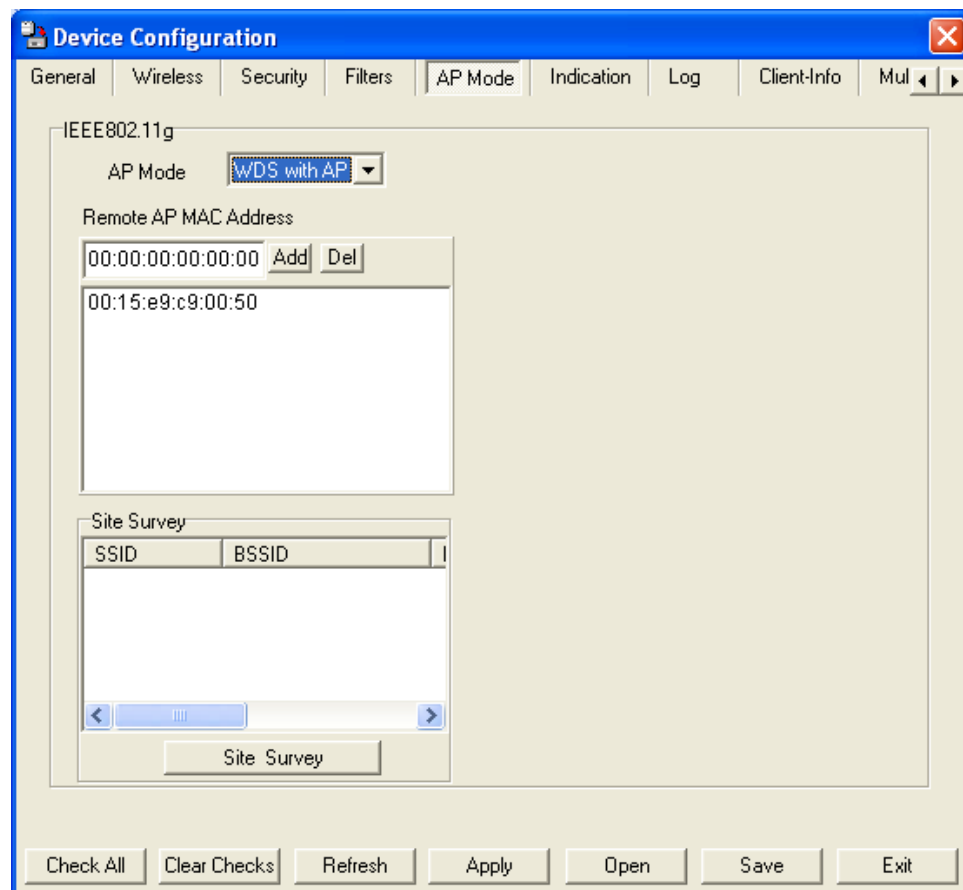 Device Configuration
General Wireless Security Filters AP Mode Indication Log Client-Info Mul
IEEE802.11g
AP Mode WDS with AP
Remote AP MAC Address
00:00:00:00:00:00 Add Del
00:15:e9:c9:00:50
Site Survey
SSID BSSID
Site Survey
Check All Clear Checks Refresh Apply Open Save Exit